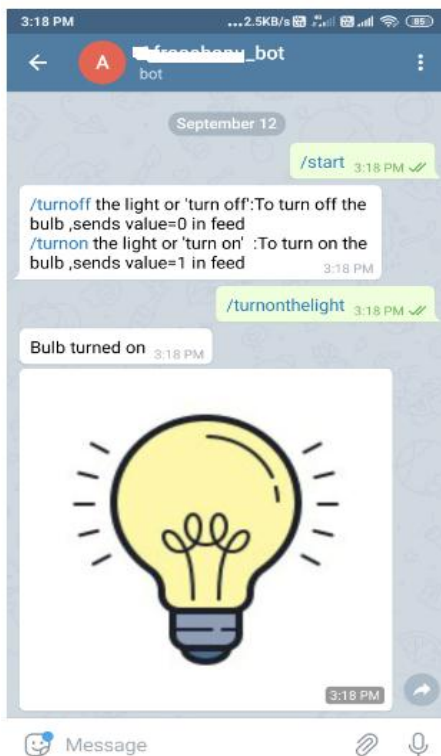 3:18 PM ...2.5KB/s 85
A _bot
bot
September 12
/start 3:18 PM
/turnoff the light or 'turn off':To turn off the
bulb ,sends value=0 in feed
/turnon the light or 'turn on' :To turn on the
bulb ,sends value=1 in feed
3:18 PM
/turnonthelight 3:18 PM
Bulb turned on 3:18 PM
3:18 PM
Message